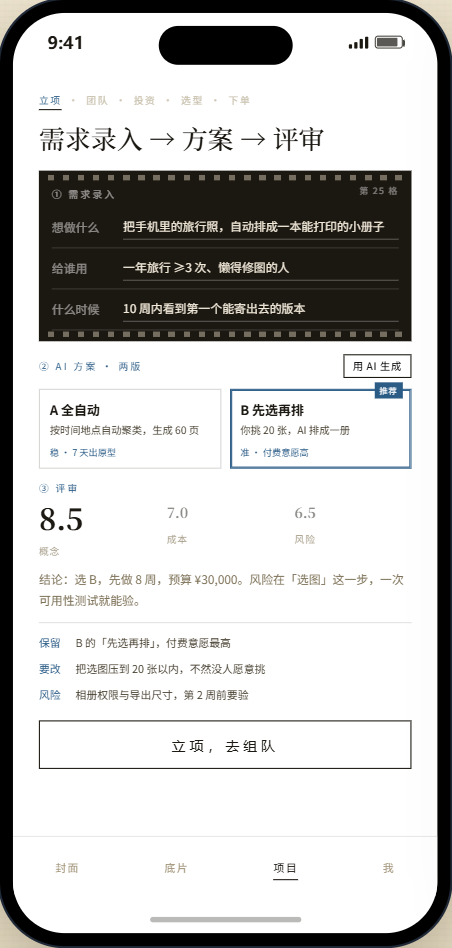 9:41
立项 · 团队 · 投资 · 选型 · 下单
需求录入 → 方案 → 评审
① 需求录入 第 25 格
想做什么 把手机里的旅行照，自动排成一本能打印的小册子
给谁用 一年旅行 ≥3 次、懒得修图的人
什么时候 10 周内看到第一个能寄出去的版本
② AI 方案 · 两版 用 AI 生成
推荐
A 全自动 B 先选再排
按时间地点自动聚类，生成 60 页 你挑 20 张，AI 排成一册
稳 · 7 天出原型 准 · 付费意愿高
③ 评审
8.5 7.0 6.5
概念 成本 风险
结论：选 B，先做 8 周，预算 ¥30,000。风险在「选图」这一步，一次
可用性测试就能验。
保留 B 的「先选再排」，付费意愿最高
要改 把选图压到 20 张以内，不然没人愿意挑
风险 相册权限与导出尺寸，第 2 周前要验
立项，去组队
封面 底片 项目 我